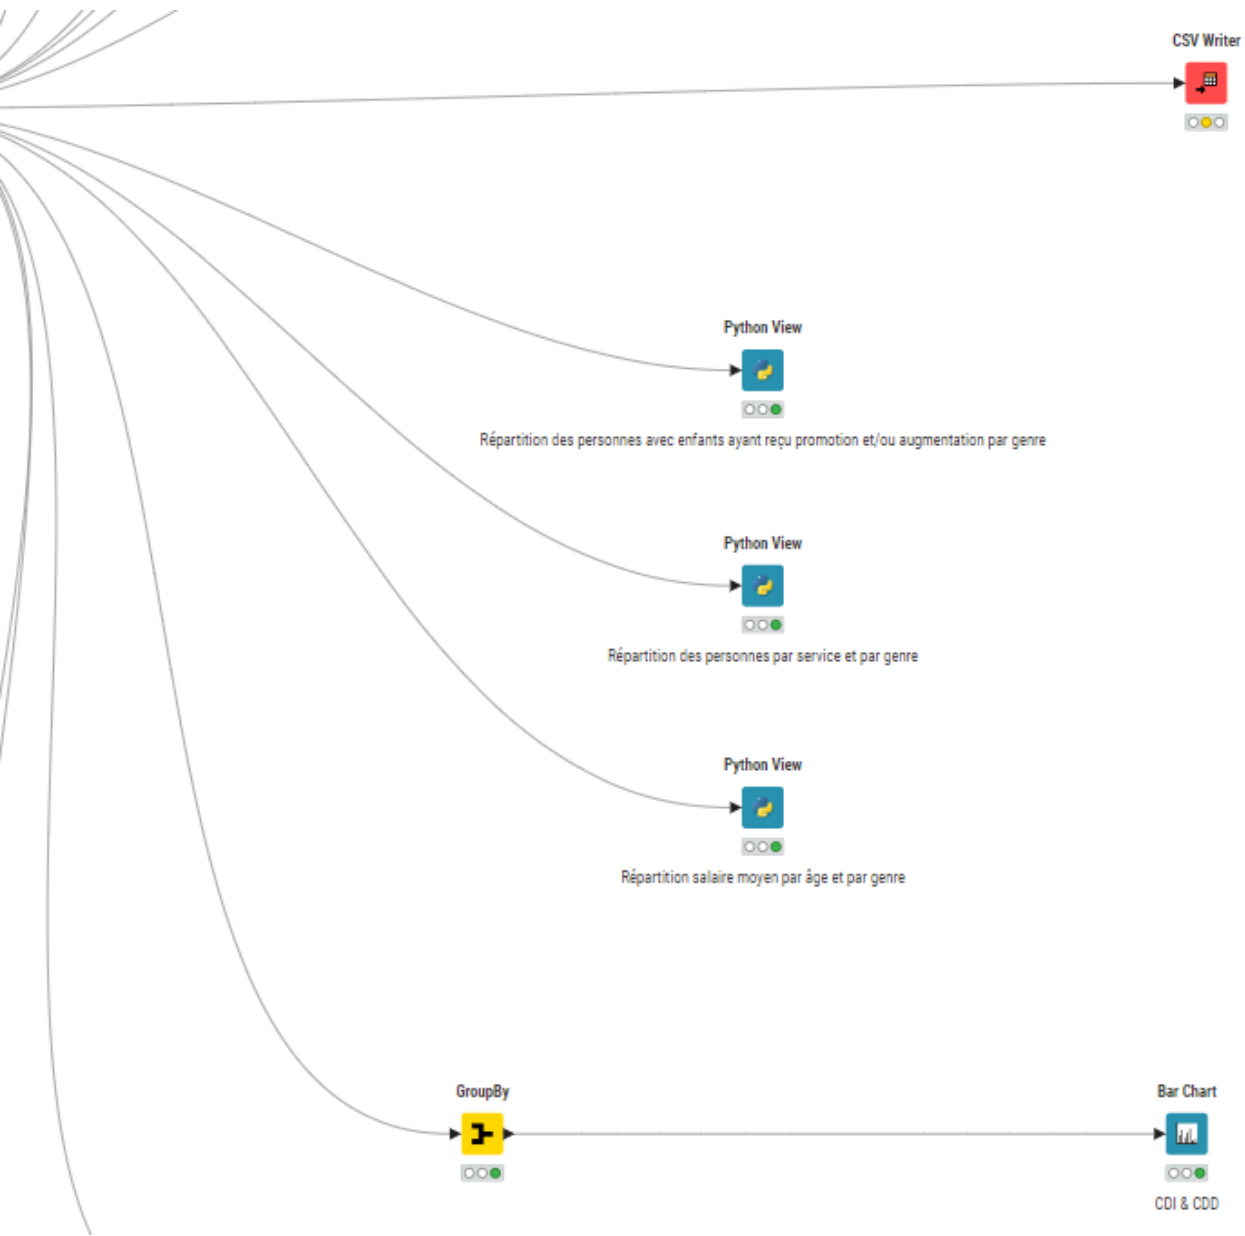 CSV Writer
Python View
Répartition des personnes avec enfants ayant reçu promotion et/ou augmentation par genre
Python View
Répartition des personnes par service et par genre
Python View
Répartition salaire moyen par âge et par genre
GroupBy
Bar Chart
CDI & CDD